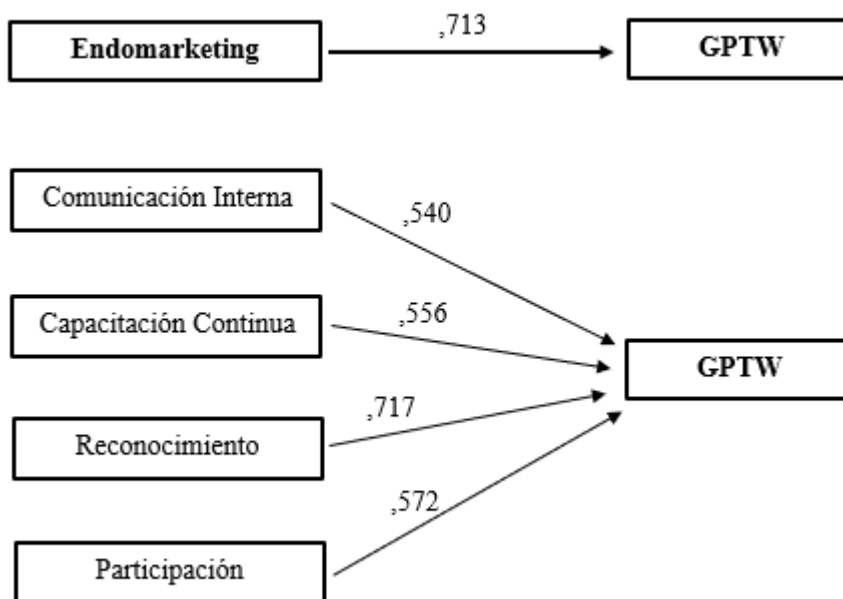 ,713
Endomarketing
GPTW
Comunicación Interna
,540
Capacitación Continua
,556
GPTW
,717
Reconocimiento
,572
Participación